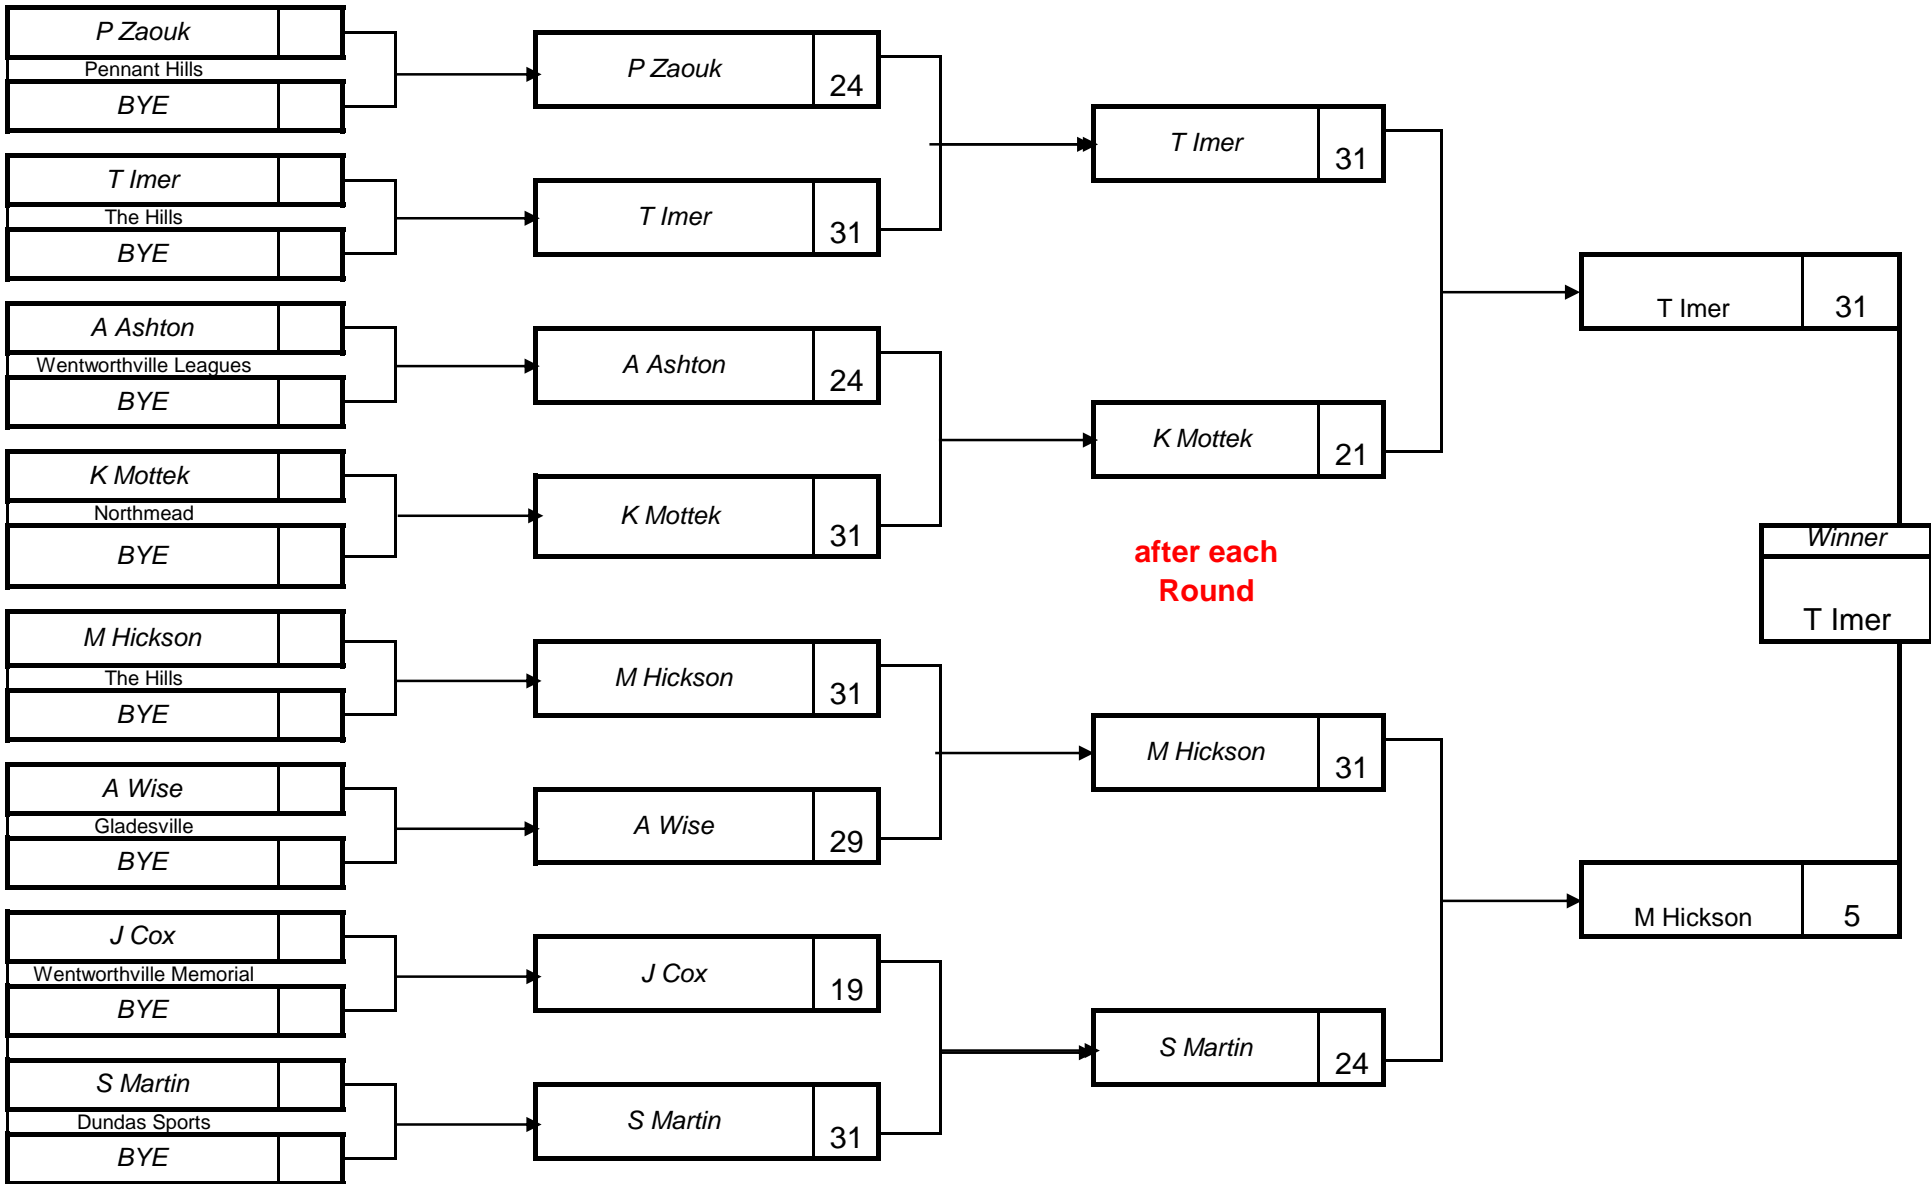 P Zaouk
Pennant Hills
BYE
T Imer
The Hills
BYE
A Ashton
Wentworthville Leagues
BYE
K Mottek
Northmead
BYE
M Hickson
The Hills
BYE
A Wise
Gladesville
BYE
J Cox
Wentworthville Memorial
BYE
S Martin
Dundas Sports
BYE
P Zaouk 24
T Imer 31
A Ashton 24
K Mottek 31
M Hickson 31
A Wise 29
J Cox 19
S Martin 31
T Imer 31
K Mottek 21
after each
Round
M Hickson 31
S Martin 24
T Imer 31
M Hickson 5
Winner
T Imer